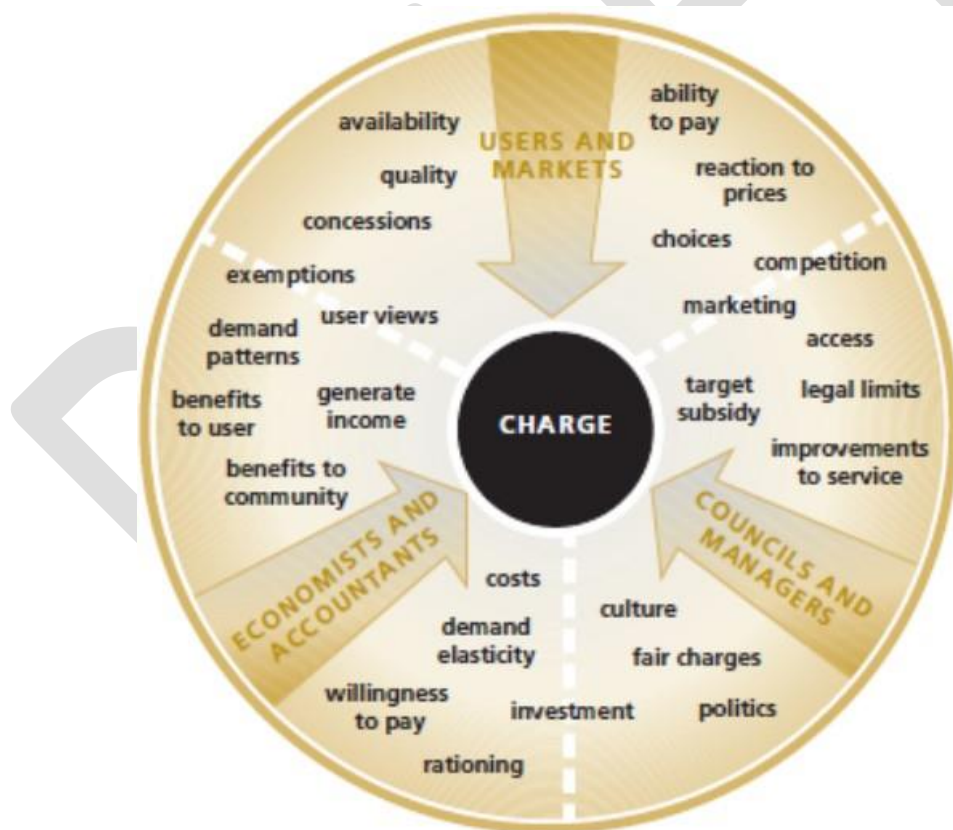 ability
to pay
availability
USERS AND
MARKETS
reaction to
prices
quality
concessions
choices
competition
exemptions
marketing
user views
demand
patterns
access
benefits
to user
generate
income
target
subsidy
legal limits
CHARGE
improvements
to service
benefits to
community
ECONOMISTS AND
ACCOUNTANTS
COUNCILS AND
MANAGERS
costs
culture
demand
elasticity
fair charges
willingness
to pay
investment
politics
rationing